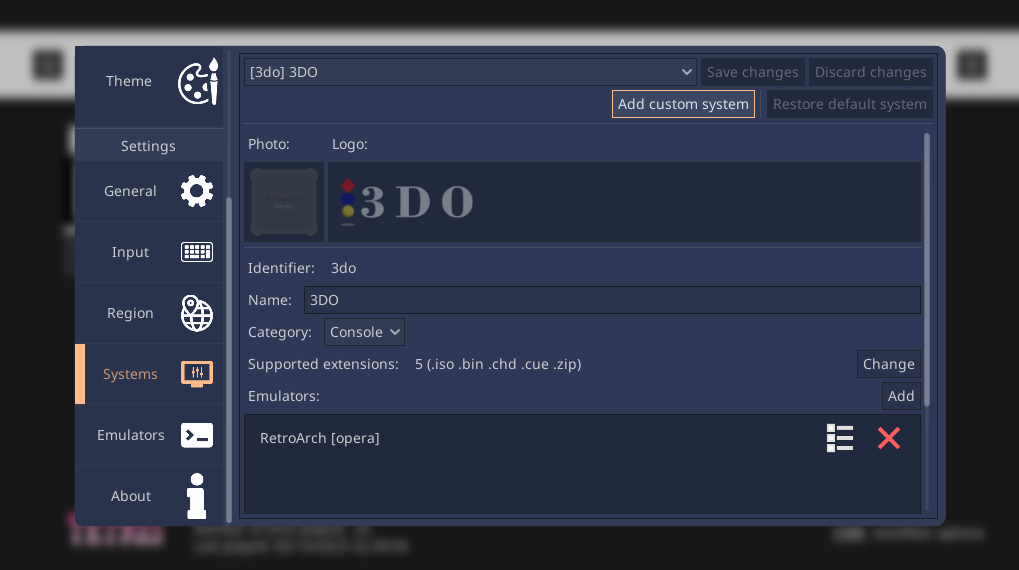 Theme
Settings
General
Input
Region
Systems
Emulators
About
[3do] 3DO
Save changes
Discard changes
Add custom system
Restore default system
Photo:
Logo:
3DO
Identifier: 3do
Name: 3DO
Category: Console
Supported extensions: 5 (.iso .bin .chd .cue .zip)
Change
Emulators:
Add
RetroArch [opera]